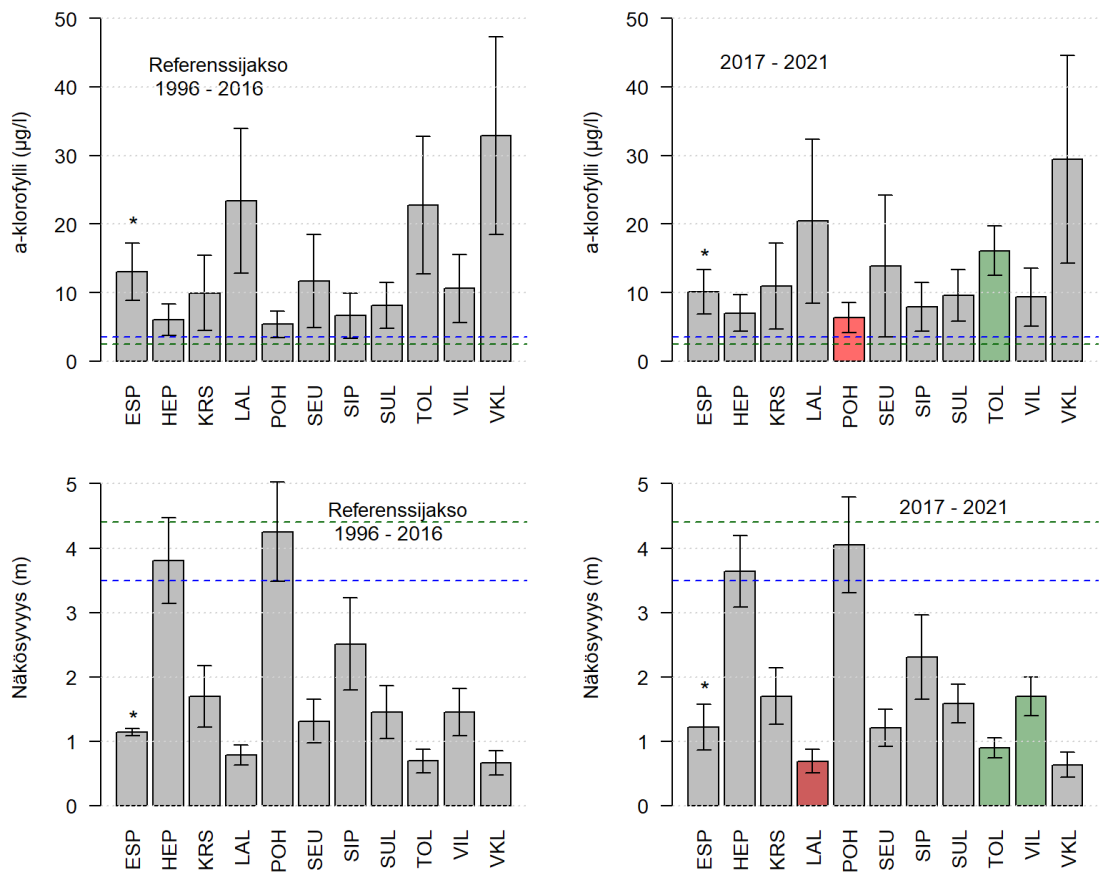 a-klorofylli (µg/l)
50
40
30
20
10
0
Referenssijakso
1996 - 2016
*
ESP HEP KRS LAL POH SEU SIP SUL TOL VIL VKL
a-klorofylli (µg/l)
50
40
30
20
10
0
2017 - 2021
*
ESP HEP KRS LAL POH SEU SIP SUL TOL VIL VKL
Näkösyvyys (m)
5
4
3
2
1
0
Referenssijakso
1996 - 2016
*
ESP HEP KRS LAL POH SEU SIP SUL TOL VIL VKL
Näkösyvyys (m)
5
4
3
2
1
0
2017 - 2021
*
ESP HEP KRS LAL POH SEU SIP SUL TOL VIL VKL